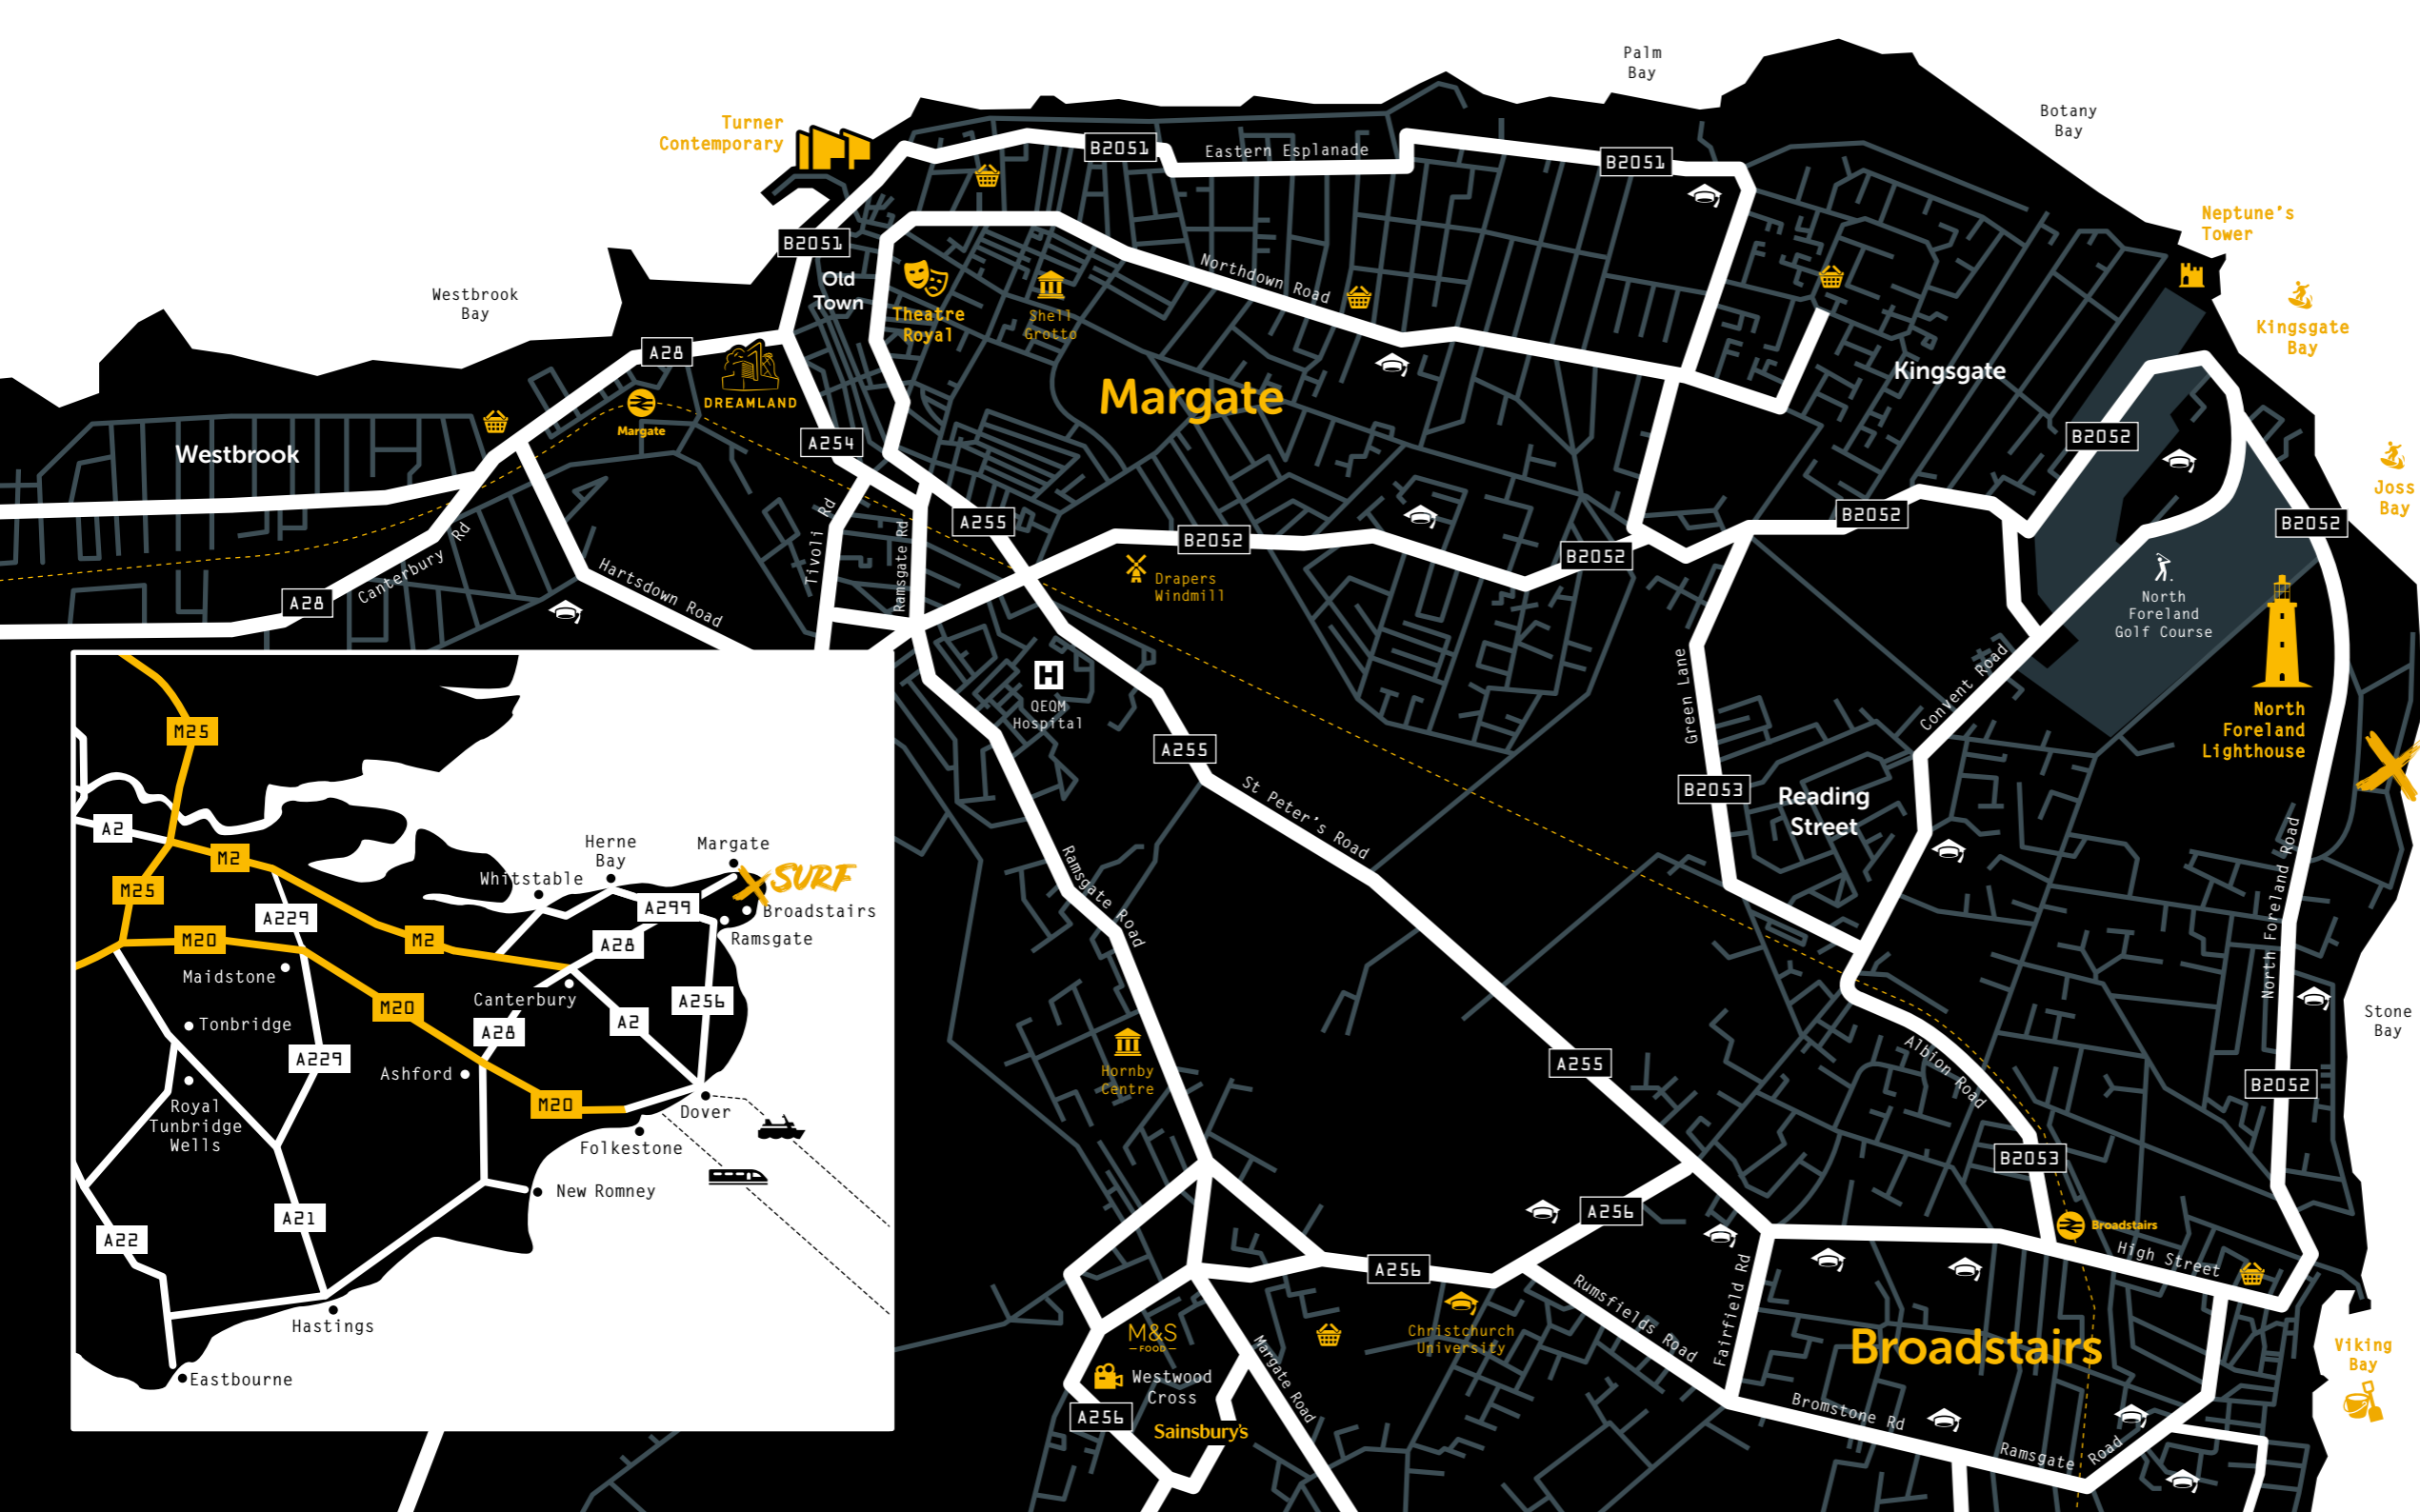 Palm
Bay
Botany
Bay
Turner
Contemporary
B2051
Eastern Esplanade
B2051
Neptune's
Tower
B2051
Old
Town
Westbrook
Bay
Northdown Road
Theatre
Royal
Shell
Grotto
Kingsgate
Bay
A28
DREAMLAND
Margate
Margate
Kingsgate
Westbrook
A254
B2052
Joss
Bay
Tivoli Rd
Ramsgate Rd
A255
B2052
B2052
B2052
B2052
Canterbury Rd
A28
Hartsdown Road
Drapers
Windmill
North
Foreland
Golf Course
H
QEQM
Hospital
Green Lane
Convent Road
North
Foreland
Lighthouse
A255
B2053
Reading
Street
St Peter's Road
Ramsgate Road
North Foreland Road
Stone
Bay
Hornby
Centre
A255
Albion Road
B2052
B2053
Broadstairs
A256
High Street
A256
Rumsfields Road
Fairfield Rd
Christchurch
University
M&S
FOOD
Westwood
Cross
Margate Road
A256
Sainsbury's
Broadstairs
Viking
Bay
Bromstone Rd
Ramsgate Road
M25
A2
M2
M25
A229
M20
M2
Herne
Bay
Margate
Whitstable
SURF
A299
Broadstairs
A28
Ramsgate
Maidstone
Canterbury
A256
M20
A28
A2
Tonbridge
A229
Ashford
Royal
Tunbridge
Wells
M20
Dover
Folkestone
New Romney
A21
A22
Hastings
Eastbourne